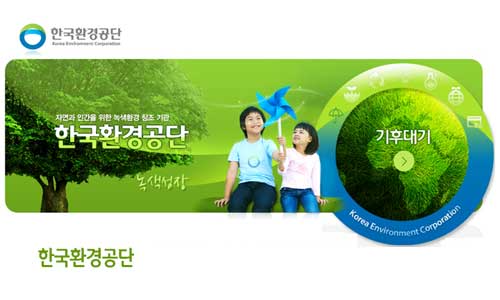 한국환경공단
Korea Environment Corporation
자연과 인간을 위한 녹색환경 창조 기관
한국환경공단
녹색성장
기후대기
Korea Environment Corporation
한국환경공단